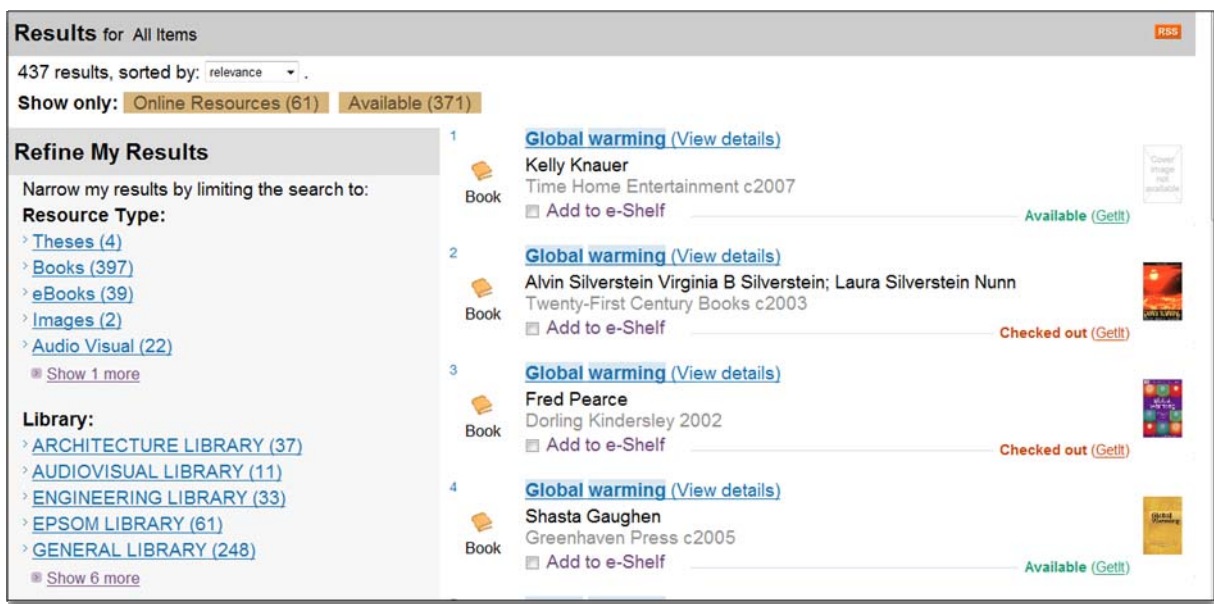 Results for All Items
RSS
437 results, sorted by: relevance .
Show only: Online Resources (61) Available (371)
Refine My Results
Narrow my results by limiting the search to:
Resource Type:
Theses (4)
Books (397)
eBooks (39)
Images (2)
Audio Visual (22)
Show 1 more
Library:
ARCHITECTURE LIBRARY (37)
AUDIOVISUAL LIBRARY (11)
ENGINEERING LIBRARY (33)
EPSOM LIBRARY (61)
GENERAL LIBRARY (248)
Show 6 more
1
Book
Global warming (View details)
Kelly Knauer
Time Home Entertainment c2007
Add to e-Shelf
Available (GetIt)
Cover
image
not
available
2
Book
Global warming (View details)
Alvin Silverstein Virginia B Silverstein; Laura Silverstein Nunn
Twenty-First Century Books c2003
Add to e-Shelf
Checked out (GetIt)
3
Book
Global warming (View details)
Fred Pearce
Dorling Kindersley 2002
Add to e-Shelf
Checked out (GetIt)
4
Book
Global warming (View details)
Shasta Gaughen
Greenhaven Press c2005
Add to e-Shelf
Available (GetIt)
Global
Warming